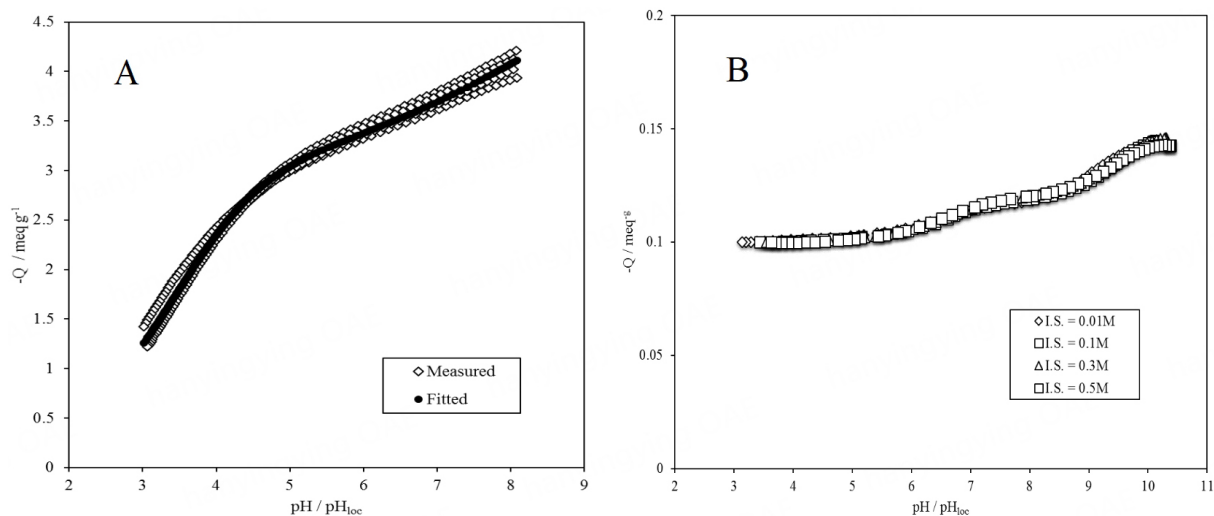 4.5
4
3.5
3
2.5
2
1.5
1
0.5
0
-Q / meq g-1
A
Measured
Fitted
2 3 4 5 6 7 8 9
pH / pHloc
0.2
0.15
0.1
0.05
0
-Q / meq-g
B
I.S. = 0.01M
I.S. = 0.1M
I.S. = 0.3M
I.S. = 0.5M
2 3 4 5 6 7 8 9 10 11
pH / pHloc